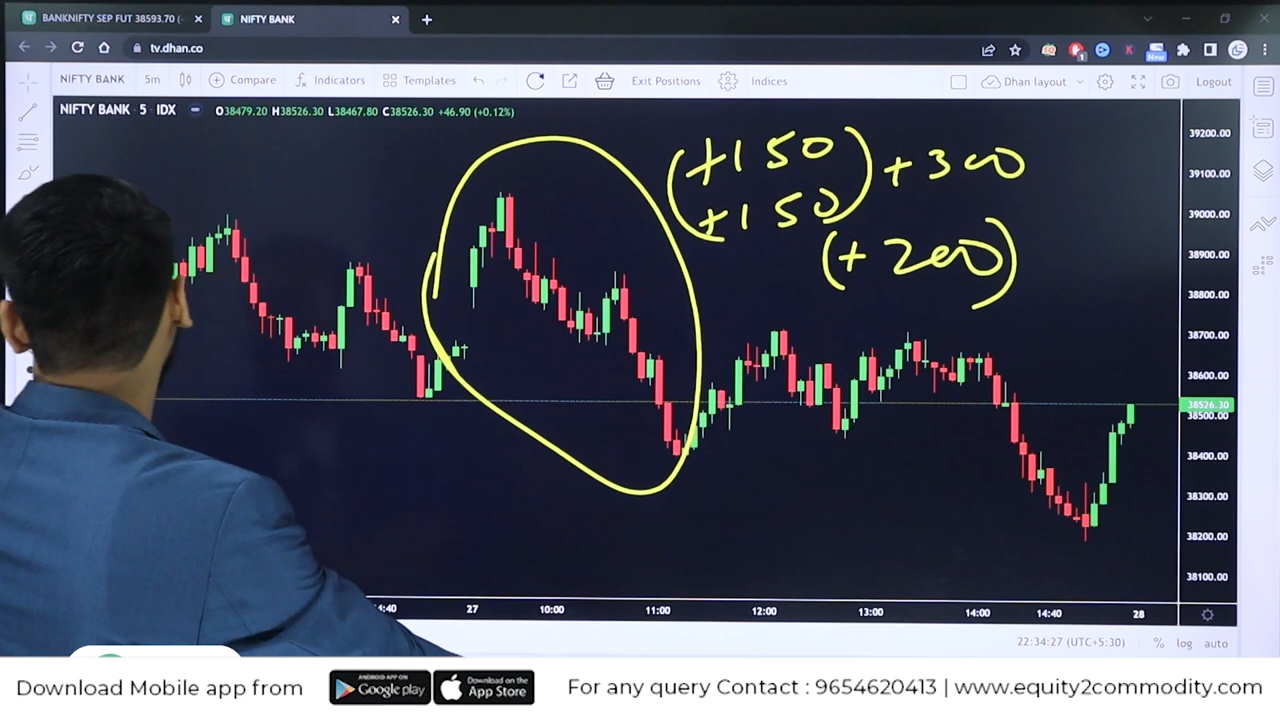 BANKNIFTY SEP FUT 38593.70 (
NIFTY BANK
tv.dhan.co
New
NIFTY BANK 5m Compare Indicators Templates Exit Positions Indices Dhan layout Logout
NIFTY BANK 5 IDX O38479.20 H38526.30 L38467.80 C38526.30 +46.90 (+0.12%)
(+150
+150) +300
(+200)
39200.00
39100.00
39000.00
38900.00
38800.00
38700.00
38600.00
38526.30
38500.00
38400.00
38300.00
38200.00
38100.00
4:40 27 10:00 11:00 12:00 13:00 14:00 14:40 28
22:34:27 (UTC+5:30) % log auto
Download Mobile app from
ANDROID APP ON
Google play
Download on the
App Store
For any query Contact : 9654620413 | www.equity2commodity.com